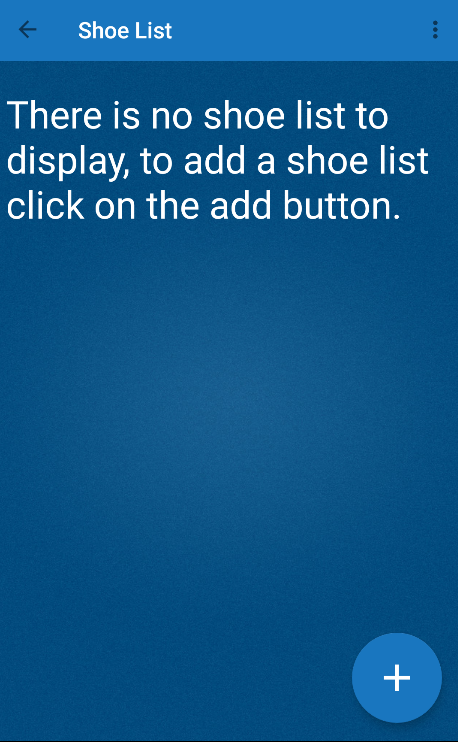 Shoe List
There is no shoe list to
display, to add a shoe list
click on the add button.